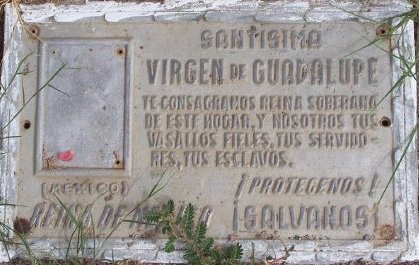 SANTISIMA
VIRGEN DE GUADALUPE
TE CONSAGRAMOS REINA SOBERANA
DE ESTE HOGAR, Y NOSOTROS TUS
VASALLOS FIELES, TUS SERVIDO-
RES, TUS ESCLAVOS.
(MEXICO) ¡PROTEGENOS!
REINA DE MEXICO ¡SALVANOS!